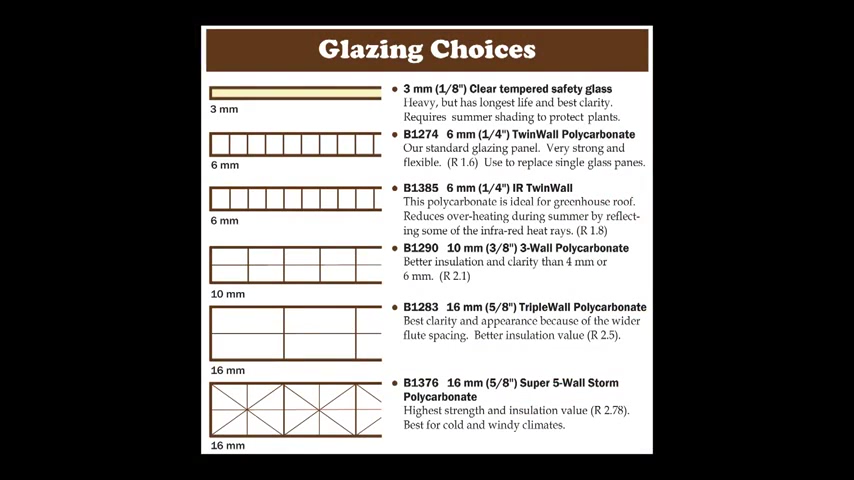 Glazing Choices
3 mm
3 mm (1/8") Clear tempered safety glass
Heavy, but has longest life and best clarity.
Requires summer shading to protect plants.
6 mm
B1274 6 mm (1/4") TwinWall Polycarbonate
Our standard glazing panel. Very strong and
flexible. (R 1.6) Use to replace single glass panes.
6 mm
B1385 6 mm (1/4") IR TwinWall
This polycarbonate is ideal for greenhouse roof.
Reduces over-heating during summer by reflect-
ing some of the infra-red heat rays. (R 1.8)
10 mm
B1290 10 mm (3/8") 3-Wall Polycarbonate
Better insulation and clarity than 4 mm or
6 mm. (R 2.1)
16 mm
B1283 16 mm (5/8") TripleWall Polycarbonate
Best clarity and appearance because of the wider
flute spacing. Better insulation value (R 2.5).
16 mm
B1376 16 mm (5/8") Super 5-Wall Storm
Polycarbonate
Highest strength and insulation value (R 2.78).
Best for cold and windy climates.